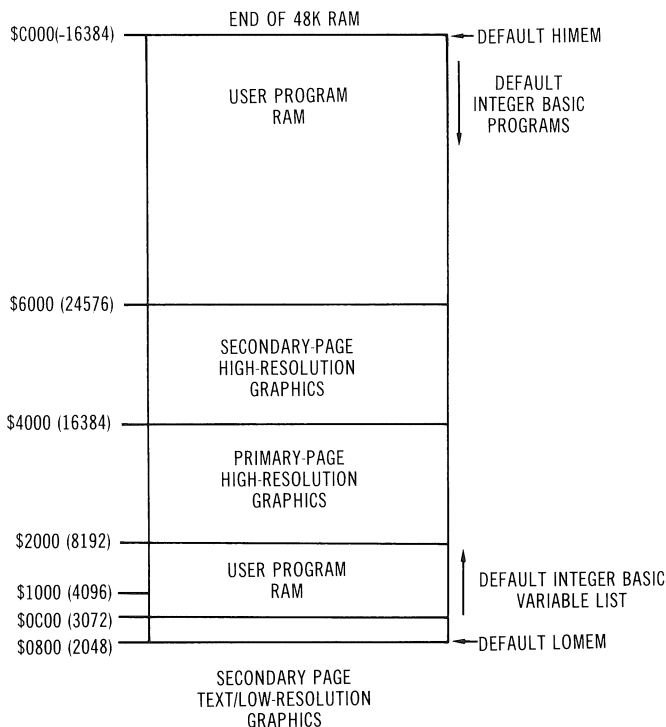 END OF 48K RAM
$C000(-16384)
DEFAULT HIMEM
USER PROGRAM
RAM
DEFAULT
INTEGER BASIC
PROGRAMS
$6000 (24576)
SECONDARY-PAGE
HIGH-RESOLUTION
GRAPHICS
$4000 (16384)
PRIMARY-PAGE
HIGH-RESOLUTION
GRAPHICS
$2000 (8192)
USER PROGRAM
RAM
$1000 (4096)
DEFAULT INTEGER BASIC
VARIABLE LIST
$0C00 (3072)
$0800 (2048)
DEFAULT LOMEM
SECONDARY PAGE
TEXT/LOW-RESOLUTION
GRAPHICS